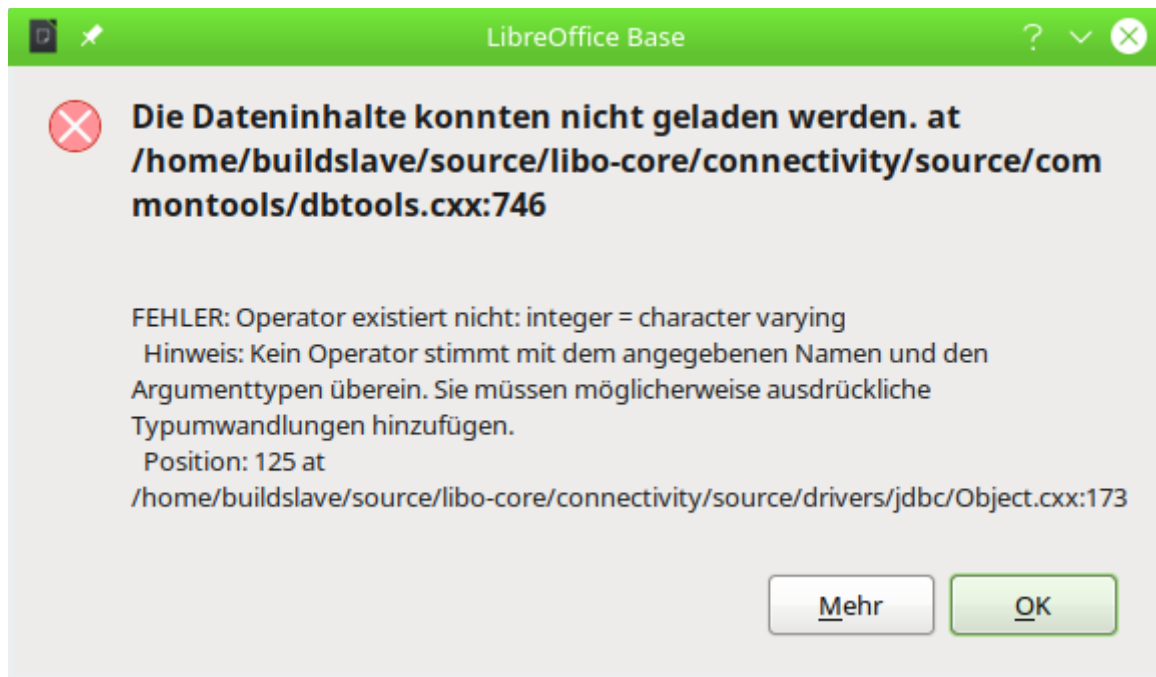 LibreOffice Base
Die Dateninhalte konnten nicht geladen werden. at
/home/buildslave/source/libo-core/connectivity/source/com
montools/dbtools.cxx:746
FEHLER: Operator existiert nicht: integer = character varying
Hinweis: Kein Operator stimmt mit dem angegebenen Namen und den
Argumenttypen überein. Sie müssen möglicherweise ausdrückliche
Typumwandlungen hinzufügen.
Position: 125 at
/home/buildslave/source/libo-core/connectivity/source/drivers/jdbc/Object.cxx:173
Mehr OK